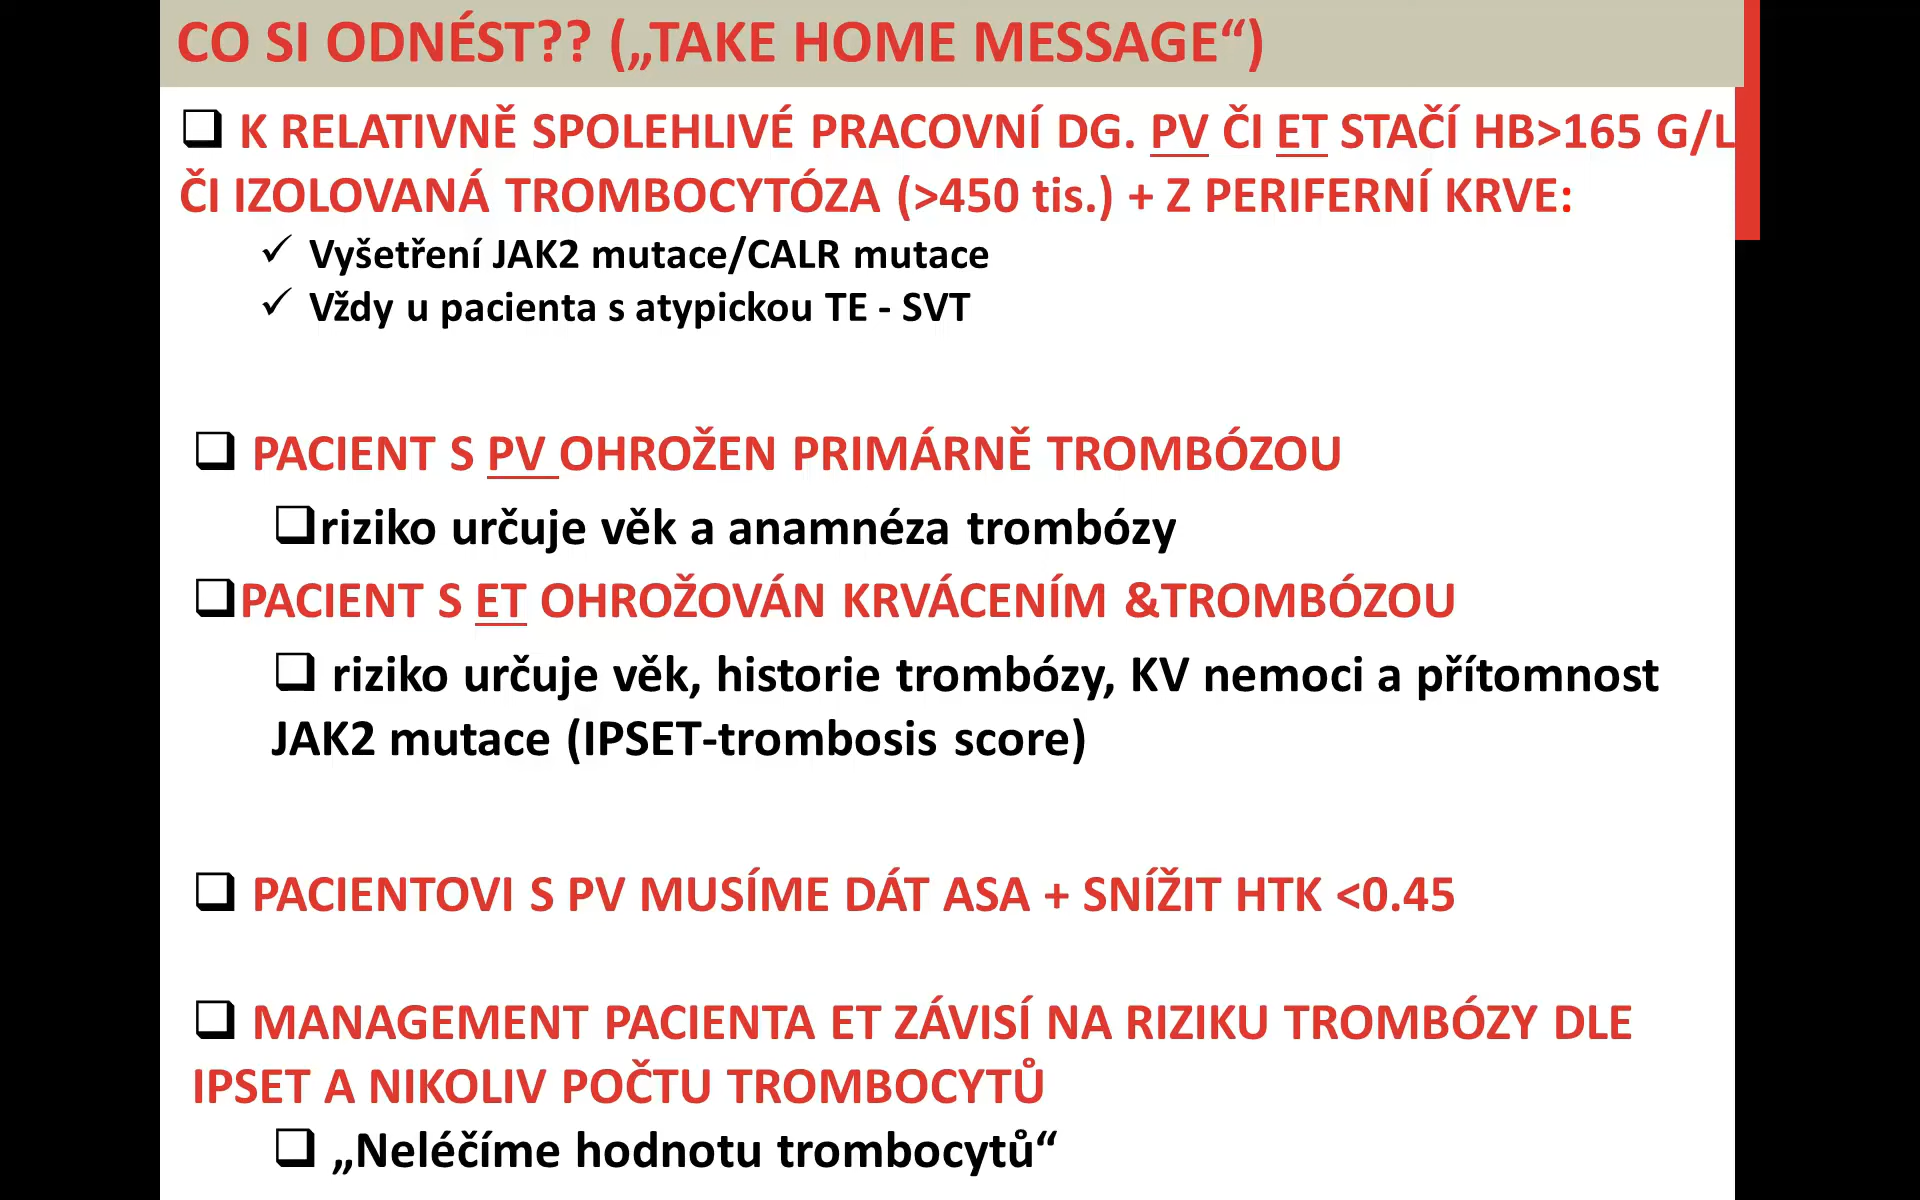 CO SI ODNÉST?? („TAKE HOME MESSAGE“)
K RELATIVNĚ SPOLEHLIVÉ PRACOVNÍ DG. PV ČI ET STAČÍ HB>165 G/L
ČI IZOLOVANÁ TROMBOCYTÓZA (>450 tis.) + Z PERIFERNÍ KRVE:
✓ Vyšetření JAK2 mutace/CALR mutace
✓ Vždy u pacienta s atypickou TE - SVT
PACIENT S PV OHROŽEN PRIMÁRNĚ TROMBÓZOU
riziko určuje věk a anamnéza trombózy
PACIENT S ET OHROŽOVÁN KRVÁCENÍM &TROMBÓZOU
riziko určuje věk, historie trombózy, KV nemoci a přítomnost
JAK2 mutace (IPSET-trombosis score)
PACIENTOVI S PV MUSÍME DÁT ASA + SNÍŽIT HTK <0.45
MANAGEMENT PACIENTA ET ZÁVISÍ NA RIZIKU TROMBÓZY DLE
IPSET A NIKOLIV POČTU TROMBOCYTŮ
„Neléčíme hodnotu trombocytů“